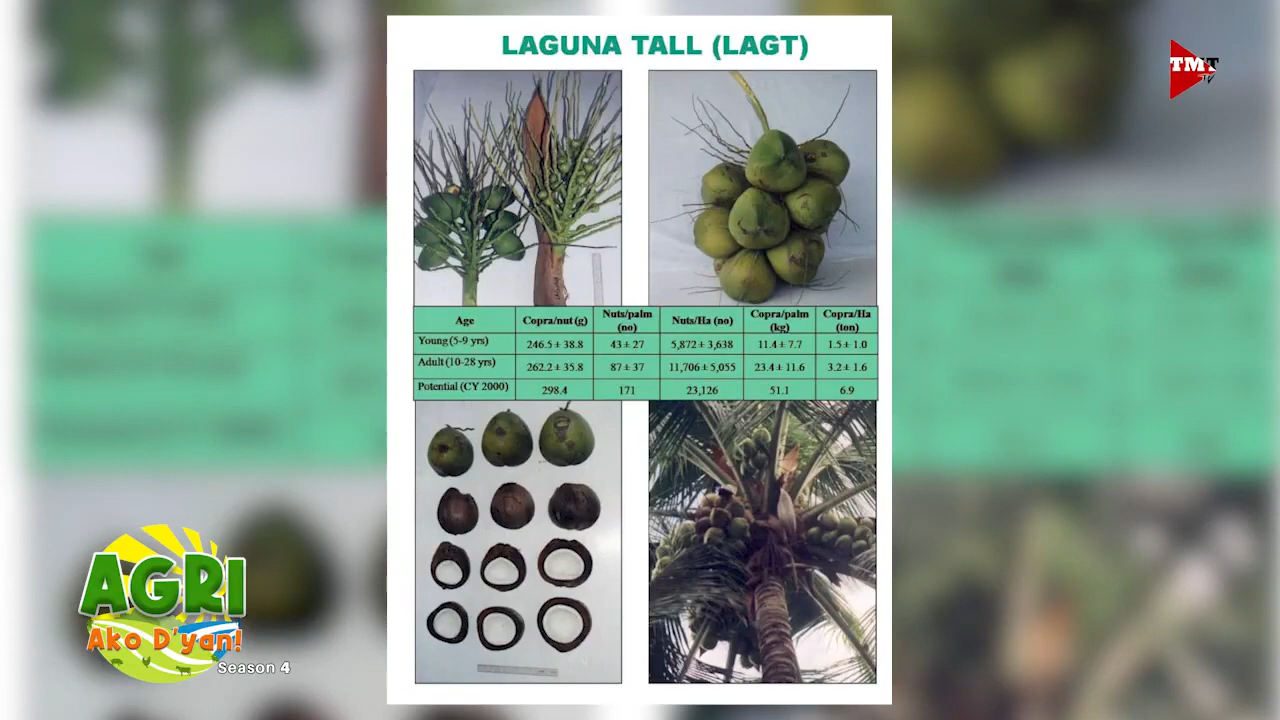 LAGUNA TALL (LAGT)
TMT
TV
Age Copra/nut (g) Nuts/palm (no) Nuts/Ha (no) Copra/palm (kg) Copra/Ha (ton)
Young (5-9 yrs) 246.5 ± 38.8 43 ± 27 5,872 ± 3,638 11.4 ± 7.7 1.5 ± 1.0
Adult (10-28 yrs) 262.2 ± 35.8 87 ± 37 11,706 ± 5,055 23.4 ± 11.6 3.2 ± 1.6
Potential (CY 2000) 298.4 171 23,126 51.1 6.9
AGRI
Ako D'yan!
Season 4